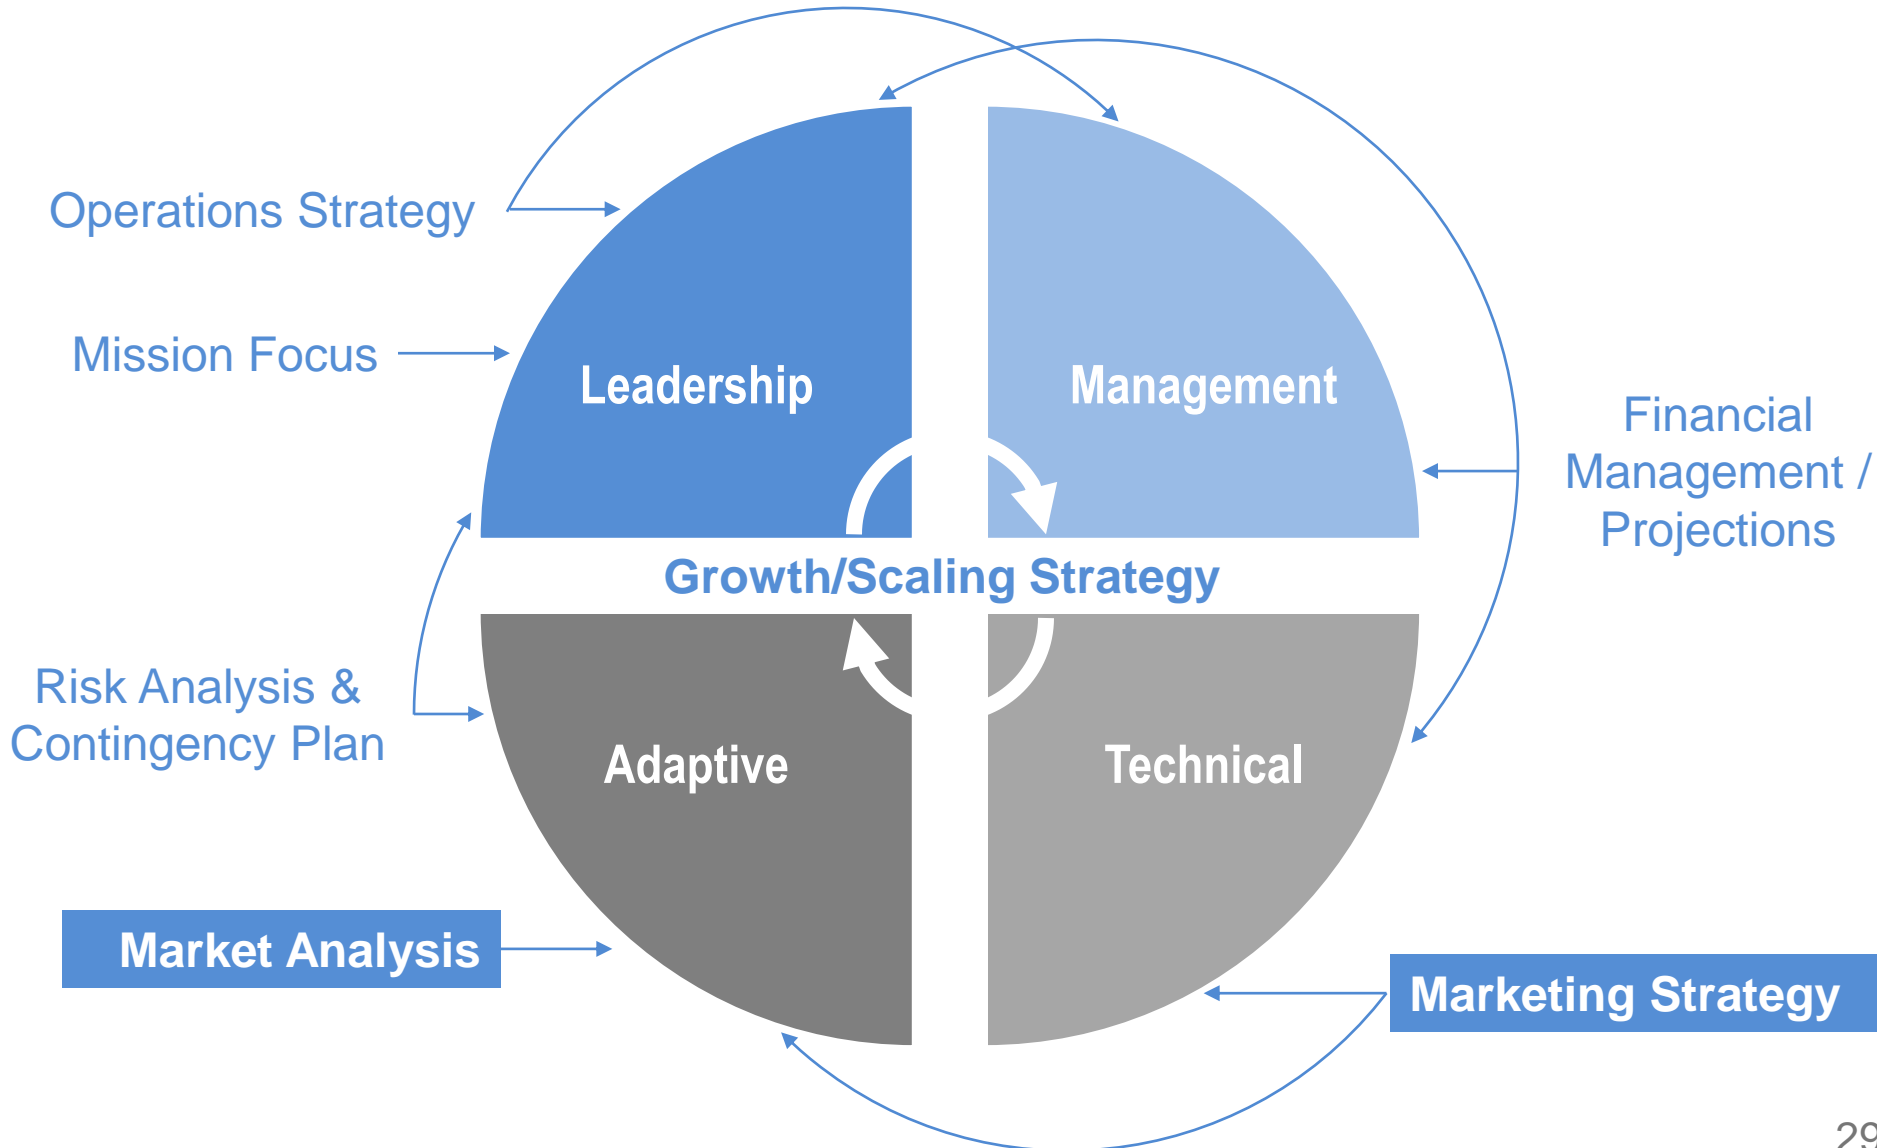 Operations Strategy
Mission Focus
Leadership
Management
Financial
Management /
Projections
Growth/Scaling Strategy
Risk Analysis &
Contingency Plan
Adaptive
Technical
Market Analysis
Marketing Strategy
29